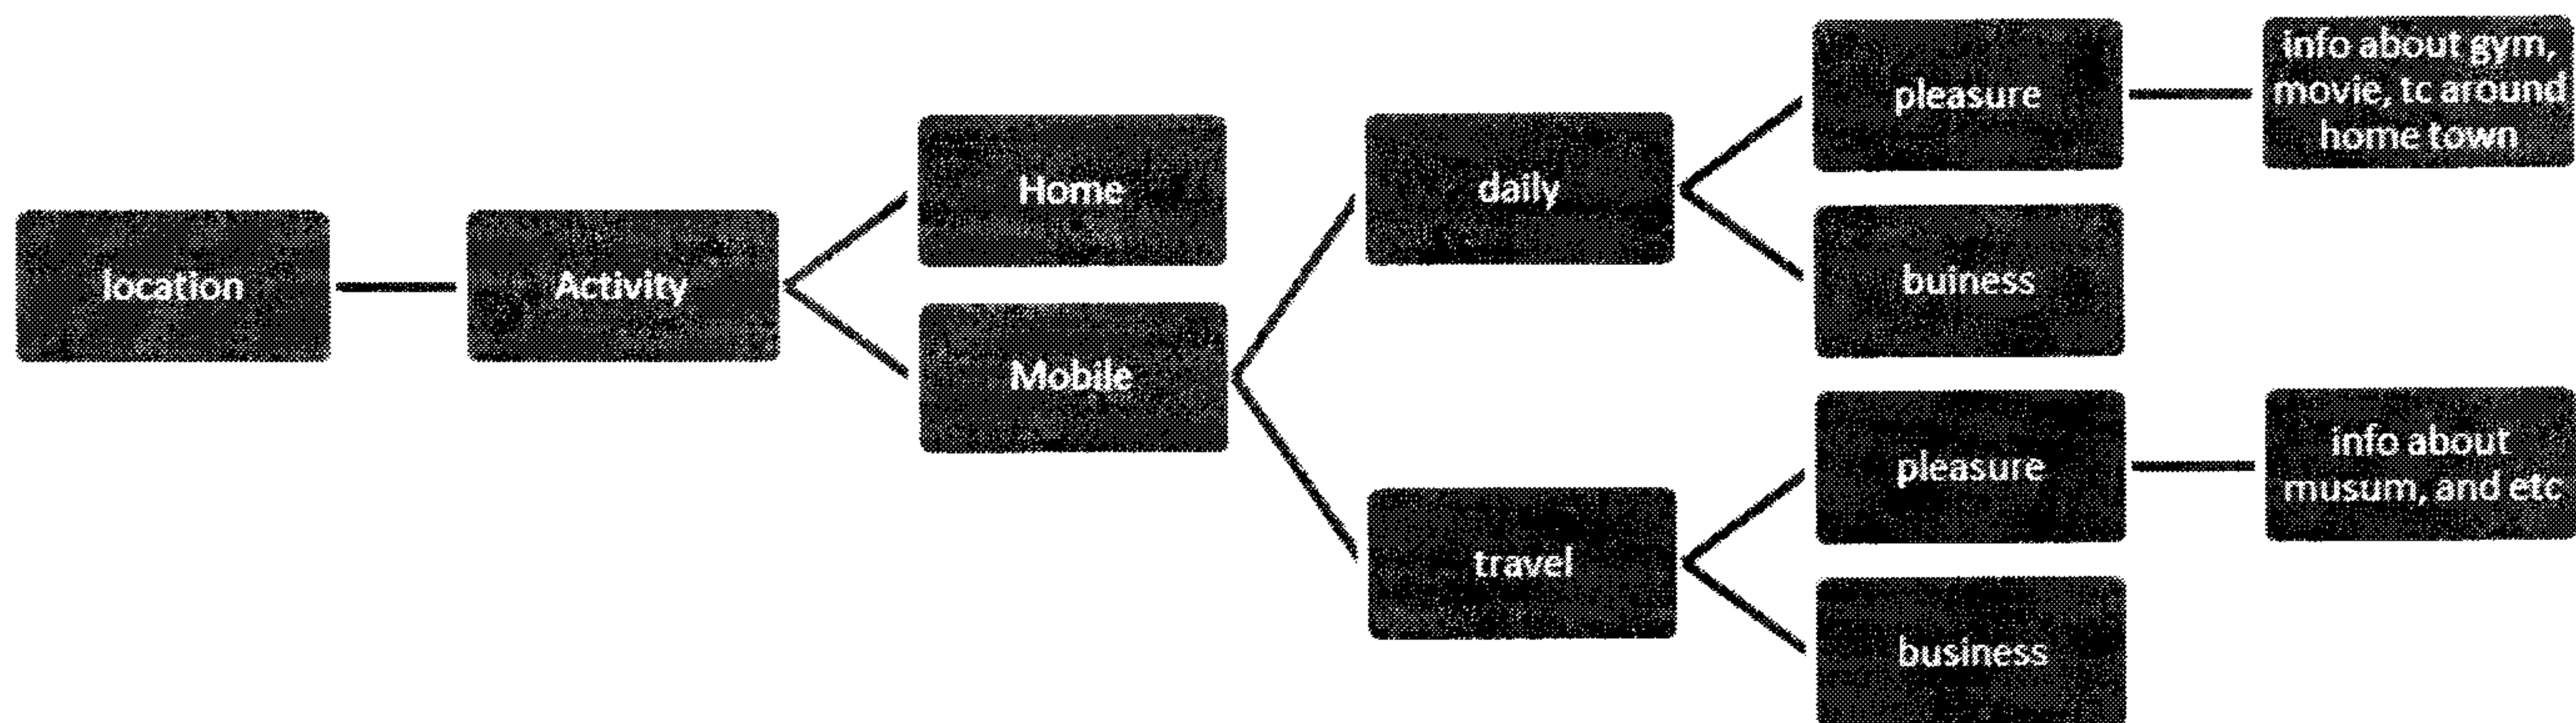 location
Activity
Home
Mobile
daily
travel
pleasure
buiness
pleasure
business
info about gym,
movie, tc around
home town
info about
musum, and etc